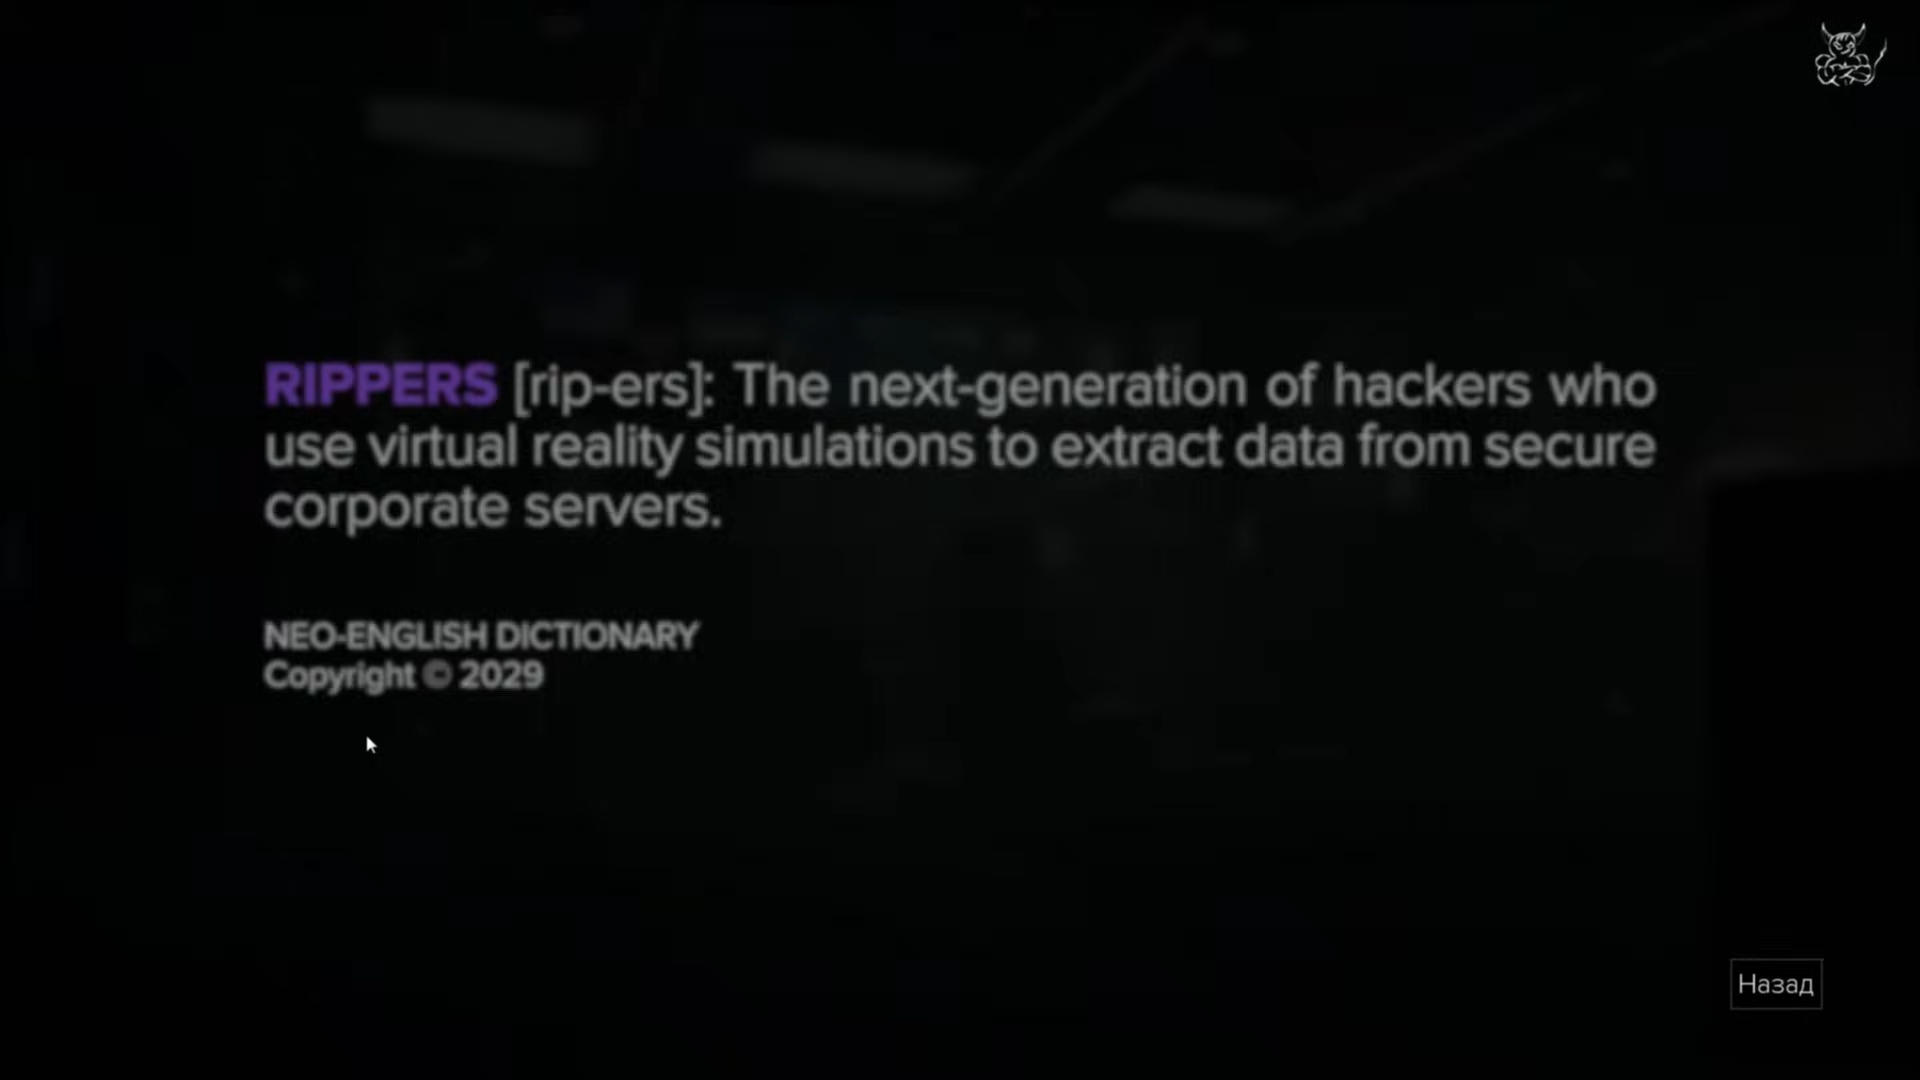 RIPPERS [rip-ers]: The next-generation of hackers who
use virtual reality simulations to extract data from secure
corporate servers.
NEO-ENGLISH DICTIONARY
Copyright © 2029
Назад